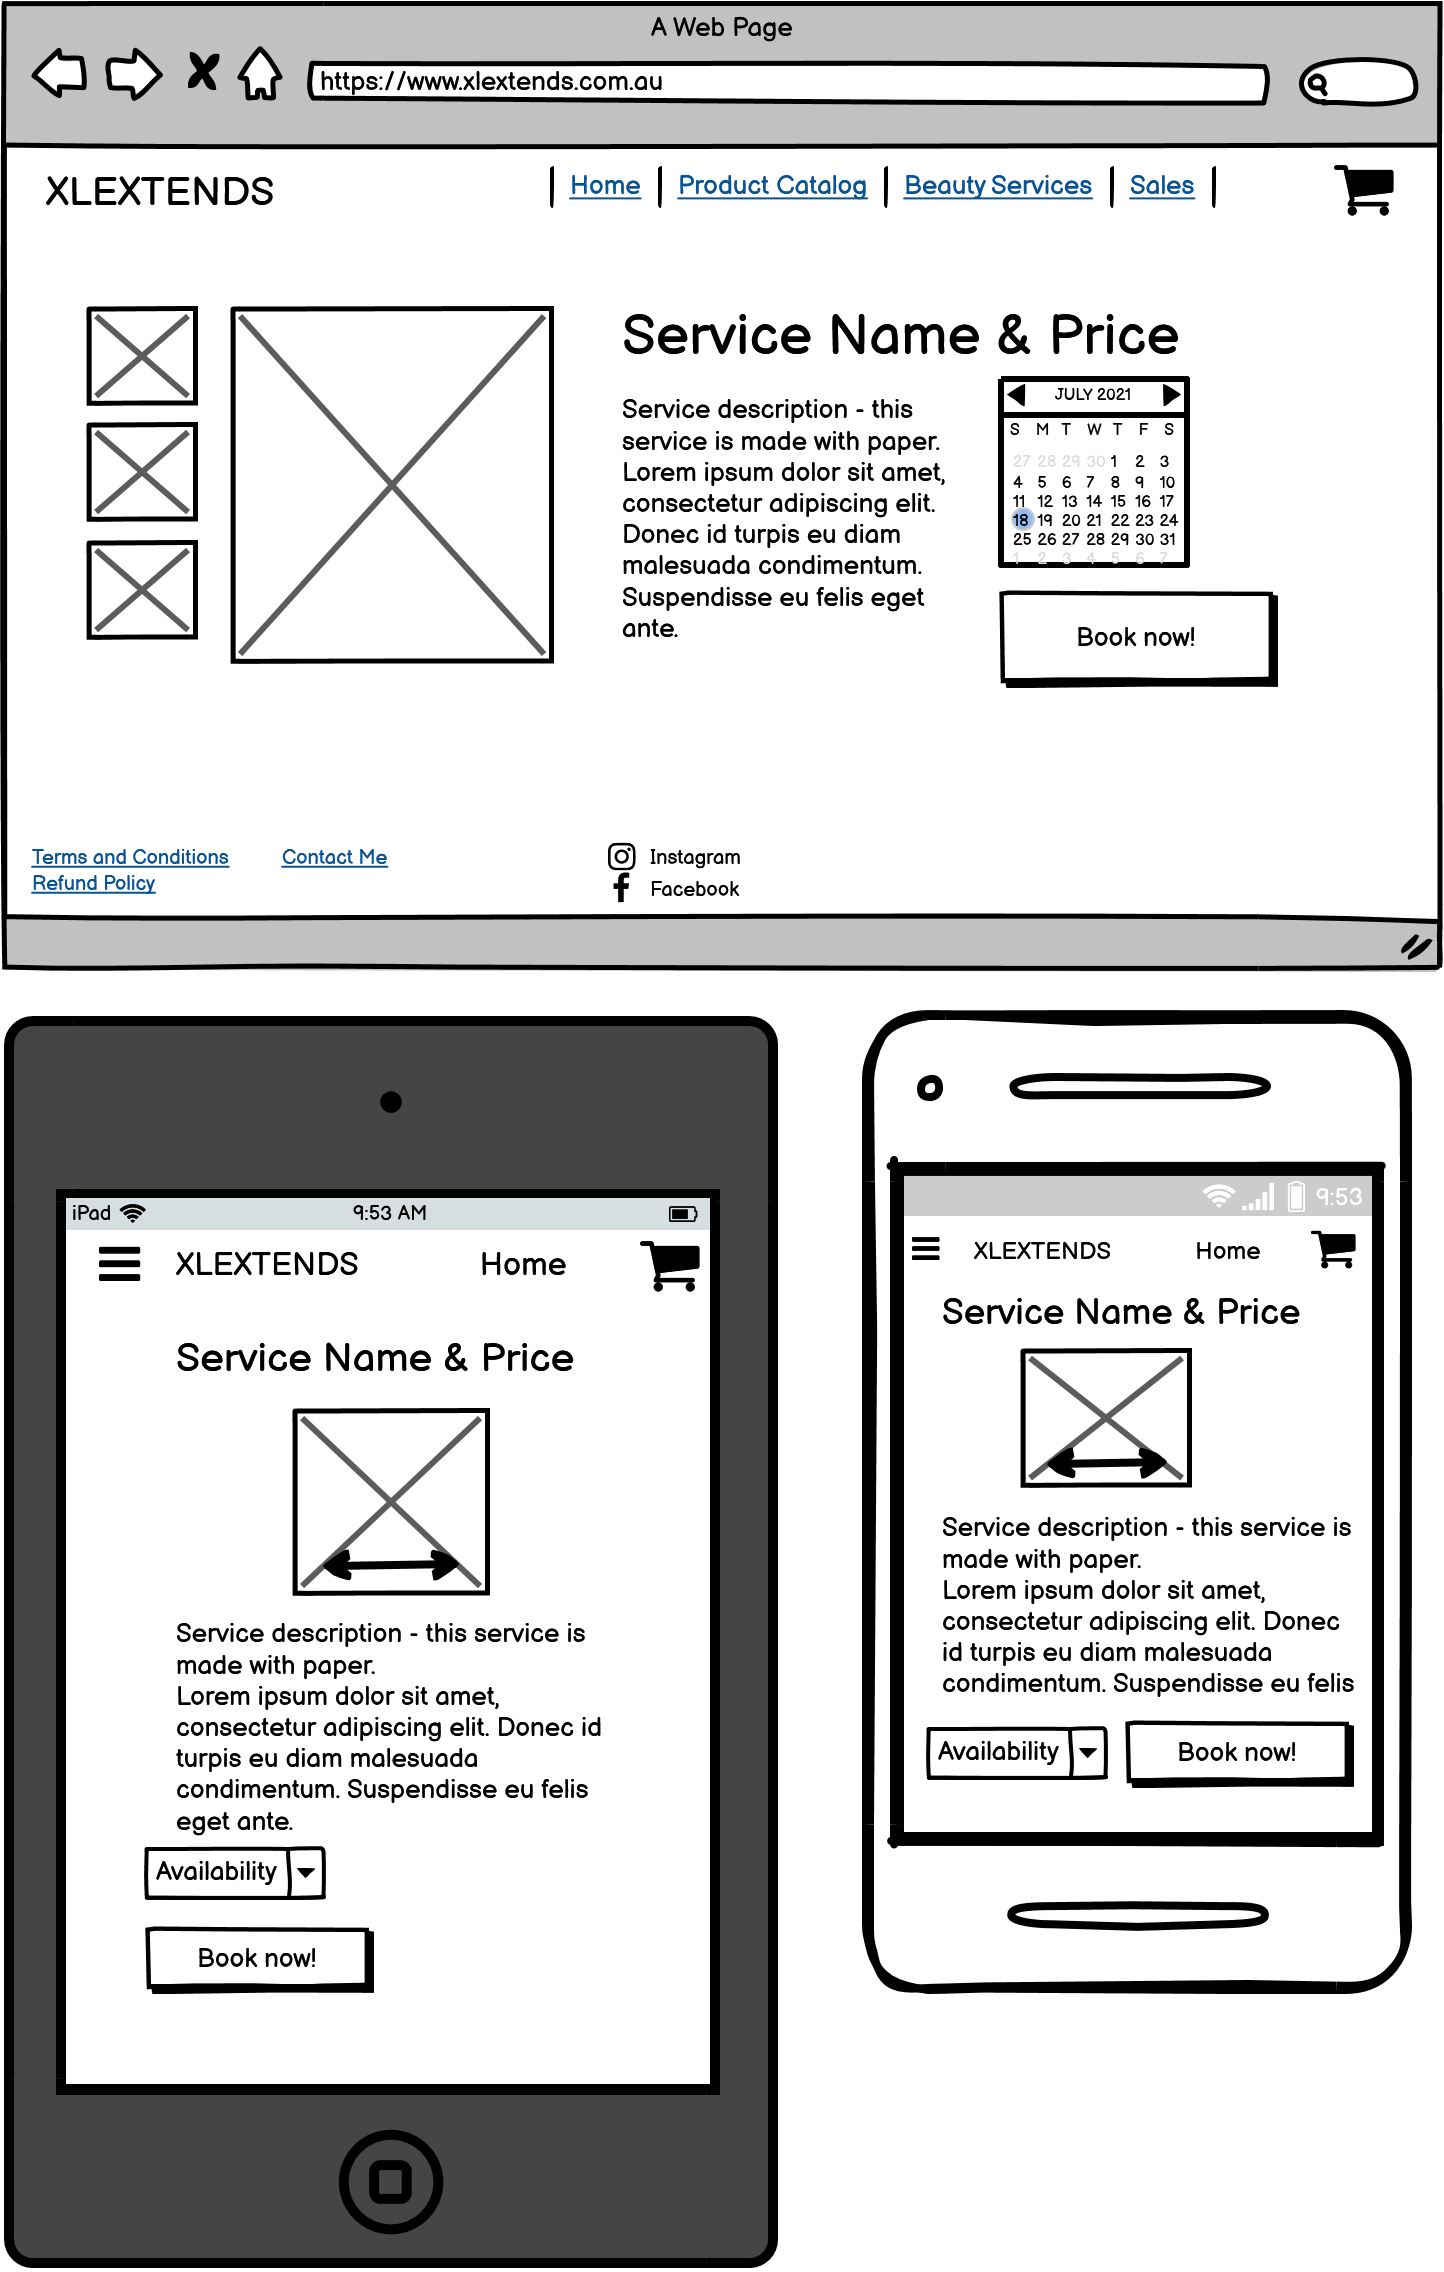 A Web Page
https://www.xlextends.com.au
XLEXTENDS
Home
Product Catalog
Beauty Services
Sales
Service Name & Price
Service description - this
service is made with paper.
Lorem ipsum dolor sit amet,
consectetur adipiscing elit.
Donec id turpis eu diam
malesuada condimentum.
Suspendisse eu felis eget
ante.
JULY 2021
S M T W T F S
27 28 29 30 1 2 3
4 5 6 7 8 9 10
11 12 13 14 15 16 17
18 19 20 21 22 23 24
25 26 27 28 29 30 31
1 2 3 4 5 6 7
Book now!
Terms and Conditions
Refund Policy
Contact Me
Instagram
Facebook
iPad
9:53 AM
XLEXTENDS
Home
Service Name & Price
Service description - this service is
made with paper.
Lorem ipsum dolor sit amet,
consectetur adipiscing elit. Donec id
turpis eu diam malesuada
condimentum. Suspendisse eu felis
eget ante.
Availability
Book now!
9:53
XLEXTENDS
Home
Service Name & Price
Service description - this service is
made with paper.
Lorem ipsum dolor sit amet,
consectetur adipiscing elit. Donec
id turpis eu diam malesuada
condimentum. Suspendisse eu felis
Availability
Book now!